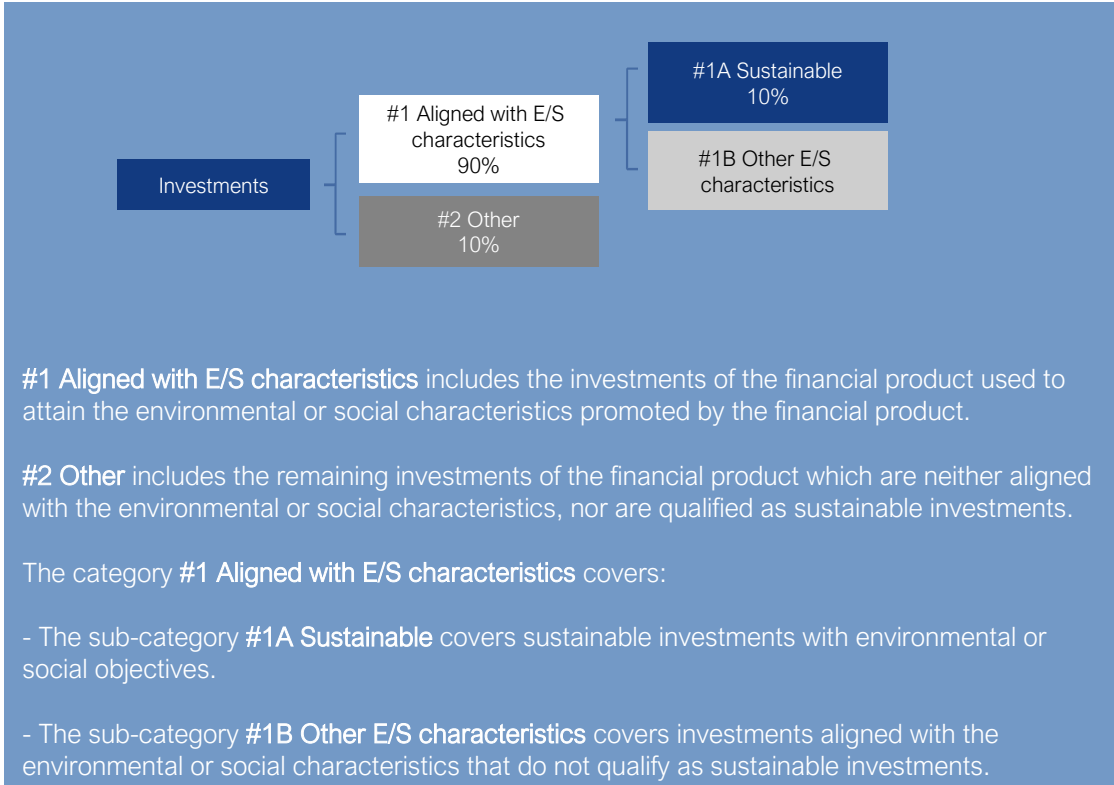 Investments
#1 Aligned with E/S
characteristics
90%
#2 Other
10%
#1A Sustainable
10%
#1B Other E/S
characteristics
#1 Aligned with E/S characteristics includes the investments of the financial product used to
attain the environmental or social characteristics promoted by the financial product.
#2 Other includes the remaining investments of the financial product which are neither aligned
with the environmental or social characteristics, nor are qualified as sustainable investments.
The category #1 Aligned with E/S characteristics covers:
- The sub-category #1A Sustainable covers sustainable investments with environmental or
social objectives.
- The sub-category #1B Other E/S characteristics covers investments aligned with the
environmental or social characteristics that do not qualify as sustainable investments.